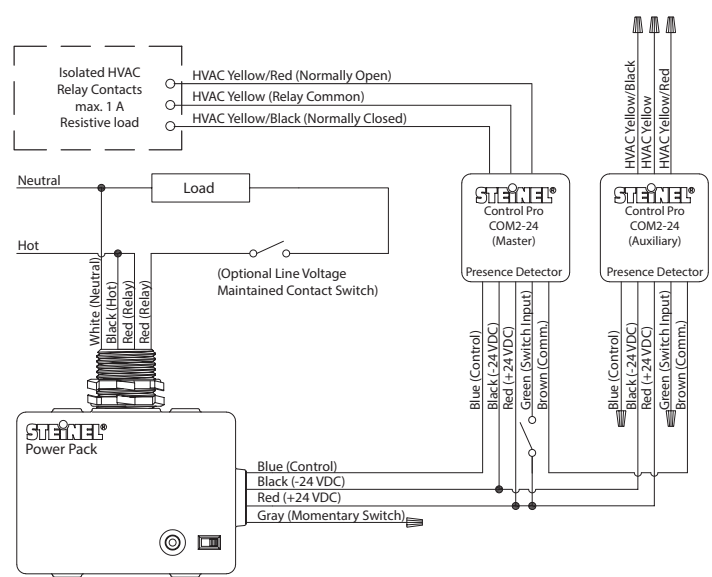 Isolated HVAC
Relay Contacts
max. 1 A
Resistive load
HVAC Yellow/Red (Normally Open)
HVAC Yellow (Relay Common)
HVAC Yellow/Black (Normally Closed)
HVAC Yellow/Black
HVAC Yellow
HVAC Yellow/Red
Neutral
Load
Hot
(Optional Line Voltage
Maintained Contact Switch)
White (Neutral)
Black (Hot)
Red (Relay)
Red (Relay)
STEINEL®
Control Pro
COM2-24
(Master)
Presence Detector
STEINEL®
Control Pro
COM2-24
(Auxiliary)
Presence Detector
Blue (Control)
Black (-24 VDC)
Red (+24 VDC)
Green (Switch Input)
Brown (Comm.)
Blue (Control)
Black (-24 VDC)
Red (+24 VDC)
Green (Switch Input)
Brown (Comm.)
STEINEL®
Power Pack
Blue (Control)
Black (-24 VDC)
Red (+24 VDC)
Gray (Momentary Switch)